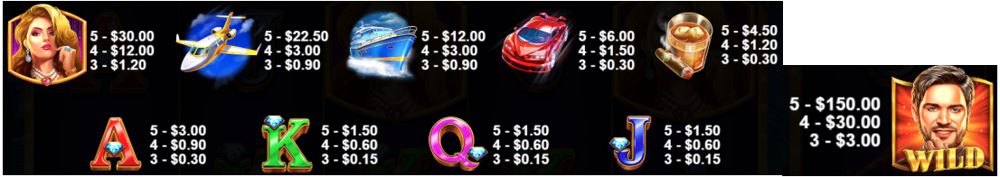 5 - $30.00
4 - $12.00
3 - $1.20
5 - $22.50
4 - $3.00
3 - $0.90
5 - $12.00
4 - $3.00
3 - $0.90
5 - $6.00
4 - $1.50
3 - $0.30
5 - $4.50
4 - $1.20
3 - $0.30
A
5 - $3.00
4 - $0.90
3 - $0.30
K
5 - $1.50
4 - $0.60
3 - $0.15
Q
5 - $1.50
4 - $0.60
3 - $0.15
J
5 - $1.50
4 - $0.60
3 - $0.15
5 - $150.00
4 - $30.00
3 - $3.00
WILD